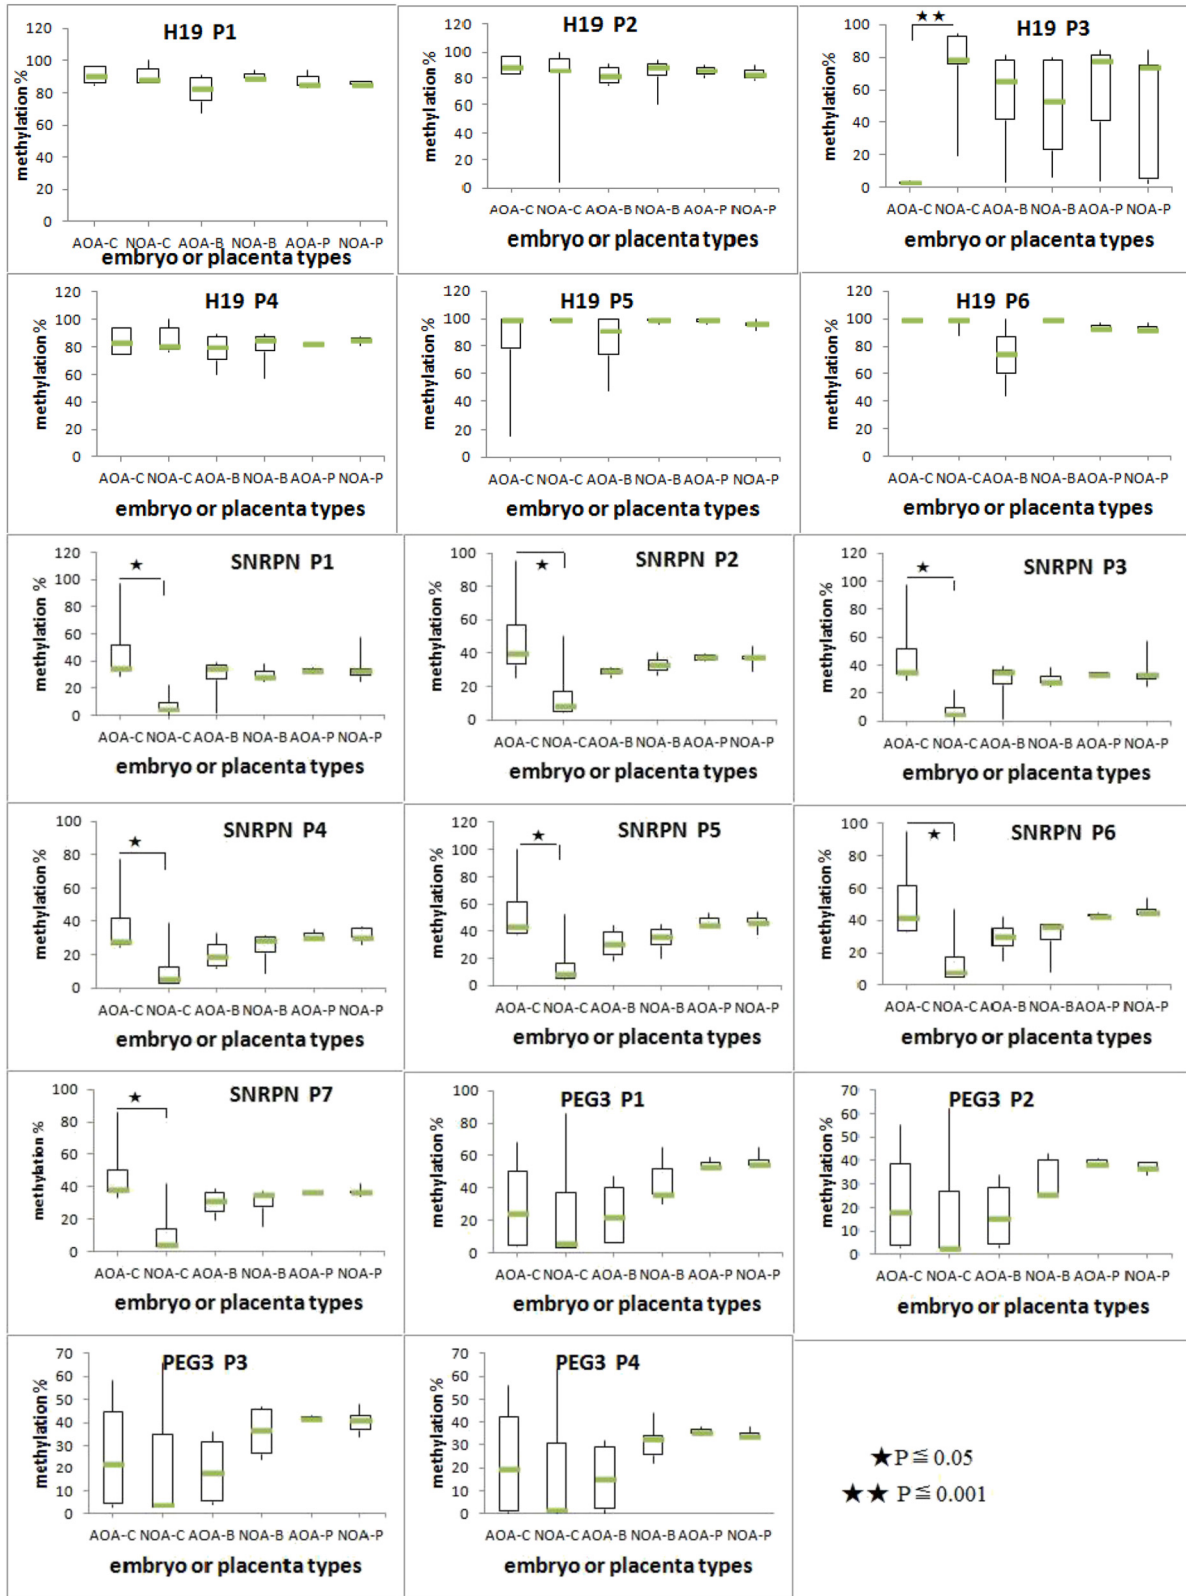 H19 P1
methylation%
120
100
80
60
40
20
0
AOA-C NOA-C AOA-B NOA-B AOA-P NOA-P
embryo or placenta types
H19 P2
methylation%
120
100
80
60
40
20
0
AOA-C NOA-C AOA-B NOA-B AOA-P NOA-P
embryo or placenta types
★★
H19 P3
methylation%
100
80
60
40
20
0
AOA-C NOA-C AOA-B NOA-B AOA-P NOA-P
embryo or placenta types
H19 P4
methylation%
120
100
80
60
40
20
0
AOA-C NOA-C AOA-B NOA-B AOA-P NOA-P
embryo or placenta types
H19 P5
methylation%
120
100
80
60
40
20
0
AOA-C NOA-C AOA-B NOA-B AOA-P NOA-P
embryo or placenta types
H19 P6
methylation%
120
100
80
60
40
20
0
AOA-C NOA-C AOA-B NOA-B AOA-P NOA-P
embryo or placenta types
SNRPN P1
★
methylation%
120
100
80
60
40
20
0
AOA-C NOA-C AOA-B NOA-B AOA-P NOA-P
embryo or placenta types
SNRPN P2
★
methylation%
100
80
60
40
20
0
AOA-C NOA-C AOA-B NOA-B AOA-P NOA-P
embryo or placenta types
SNRPN P3
★
methylation%
120
100
80
60
40
20
0
AOA-C NOA-C AOA-B NOA-B AOA-P NOA-P
embryo or placenta types
SNRPN P4
★
methylation%
100
80
60
40
20
0
AOA-C NOA-C AOA-B NOA-B AOA-P NOA-P
embryo or placenta types
SNRPN P5
★
methylation%
120
100
80
60
40
20
0
AOA-C NOA-C AOA-B NOA-B AOA-P NOA-P
embryo or placenta types
SNRPN P6
★
methylation%
100
80
60
40
20
0
AOA-C NOA-C AOA-B NOA-B AOA-P NOA-P
embryo or placenta types
SNRPN P7
★
methylation%
100
80
60
40
20
0
AOA-C NOA-C AOA-B NOA-B AOA-P NOA-P
embryo or placenta types
PEG3 P1
methylation%
100
80
60
40
20
0
AOA-C NOA-C AOA-B NOA-B AOA-P NOA-P
embryo or placenta types
PEG3 P2
methylation%
70
60
50
40
30
20
10
0
AOA-C NOA-C AOA-B NOA-B AOA-P NOA-P
embryo or placenta types
PEG3 P3
methylation%
70
60
50
40
30
20
10
0
AOA-C NOA-C AOA-B NOA-B AOA-P NOA-P
embryo or placenta types
PEG3 P4
methylation%
70
60
50
40
30
20
10
0
AOA-C NOA-C AOA-B NOA-B AOA-P NOA-P
embryo or placenta types
★P≦0.05
★★ P≦0.001